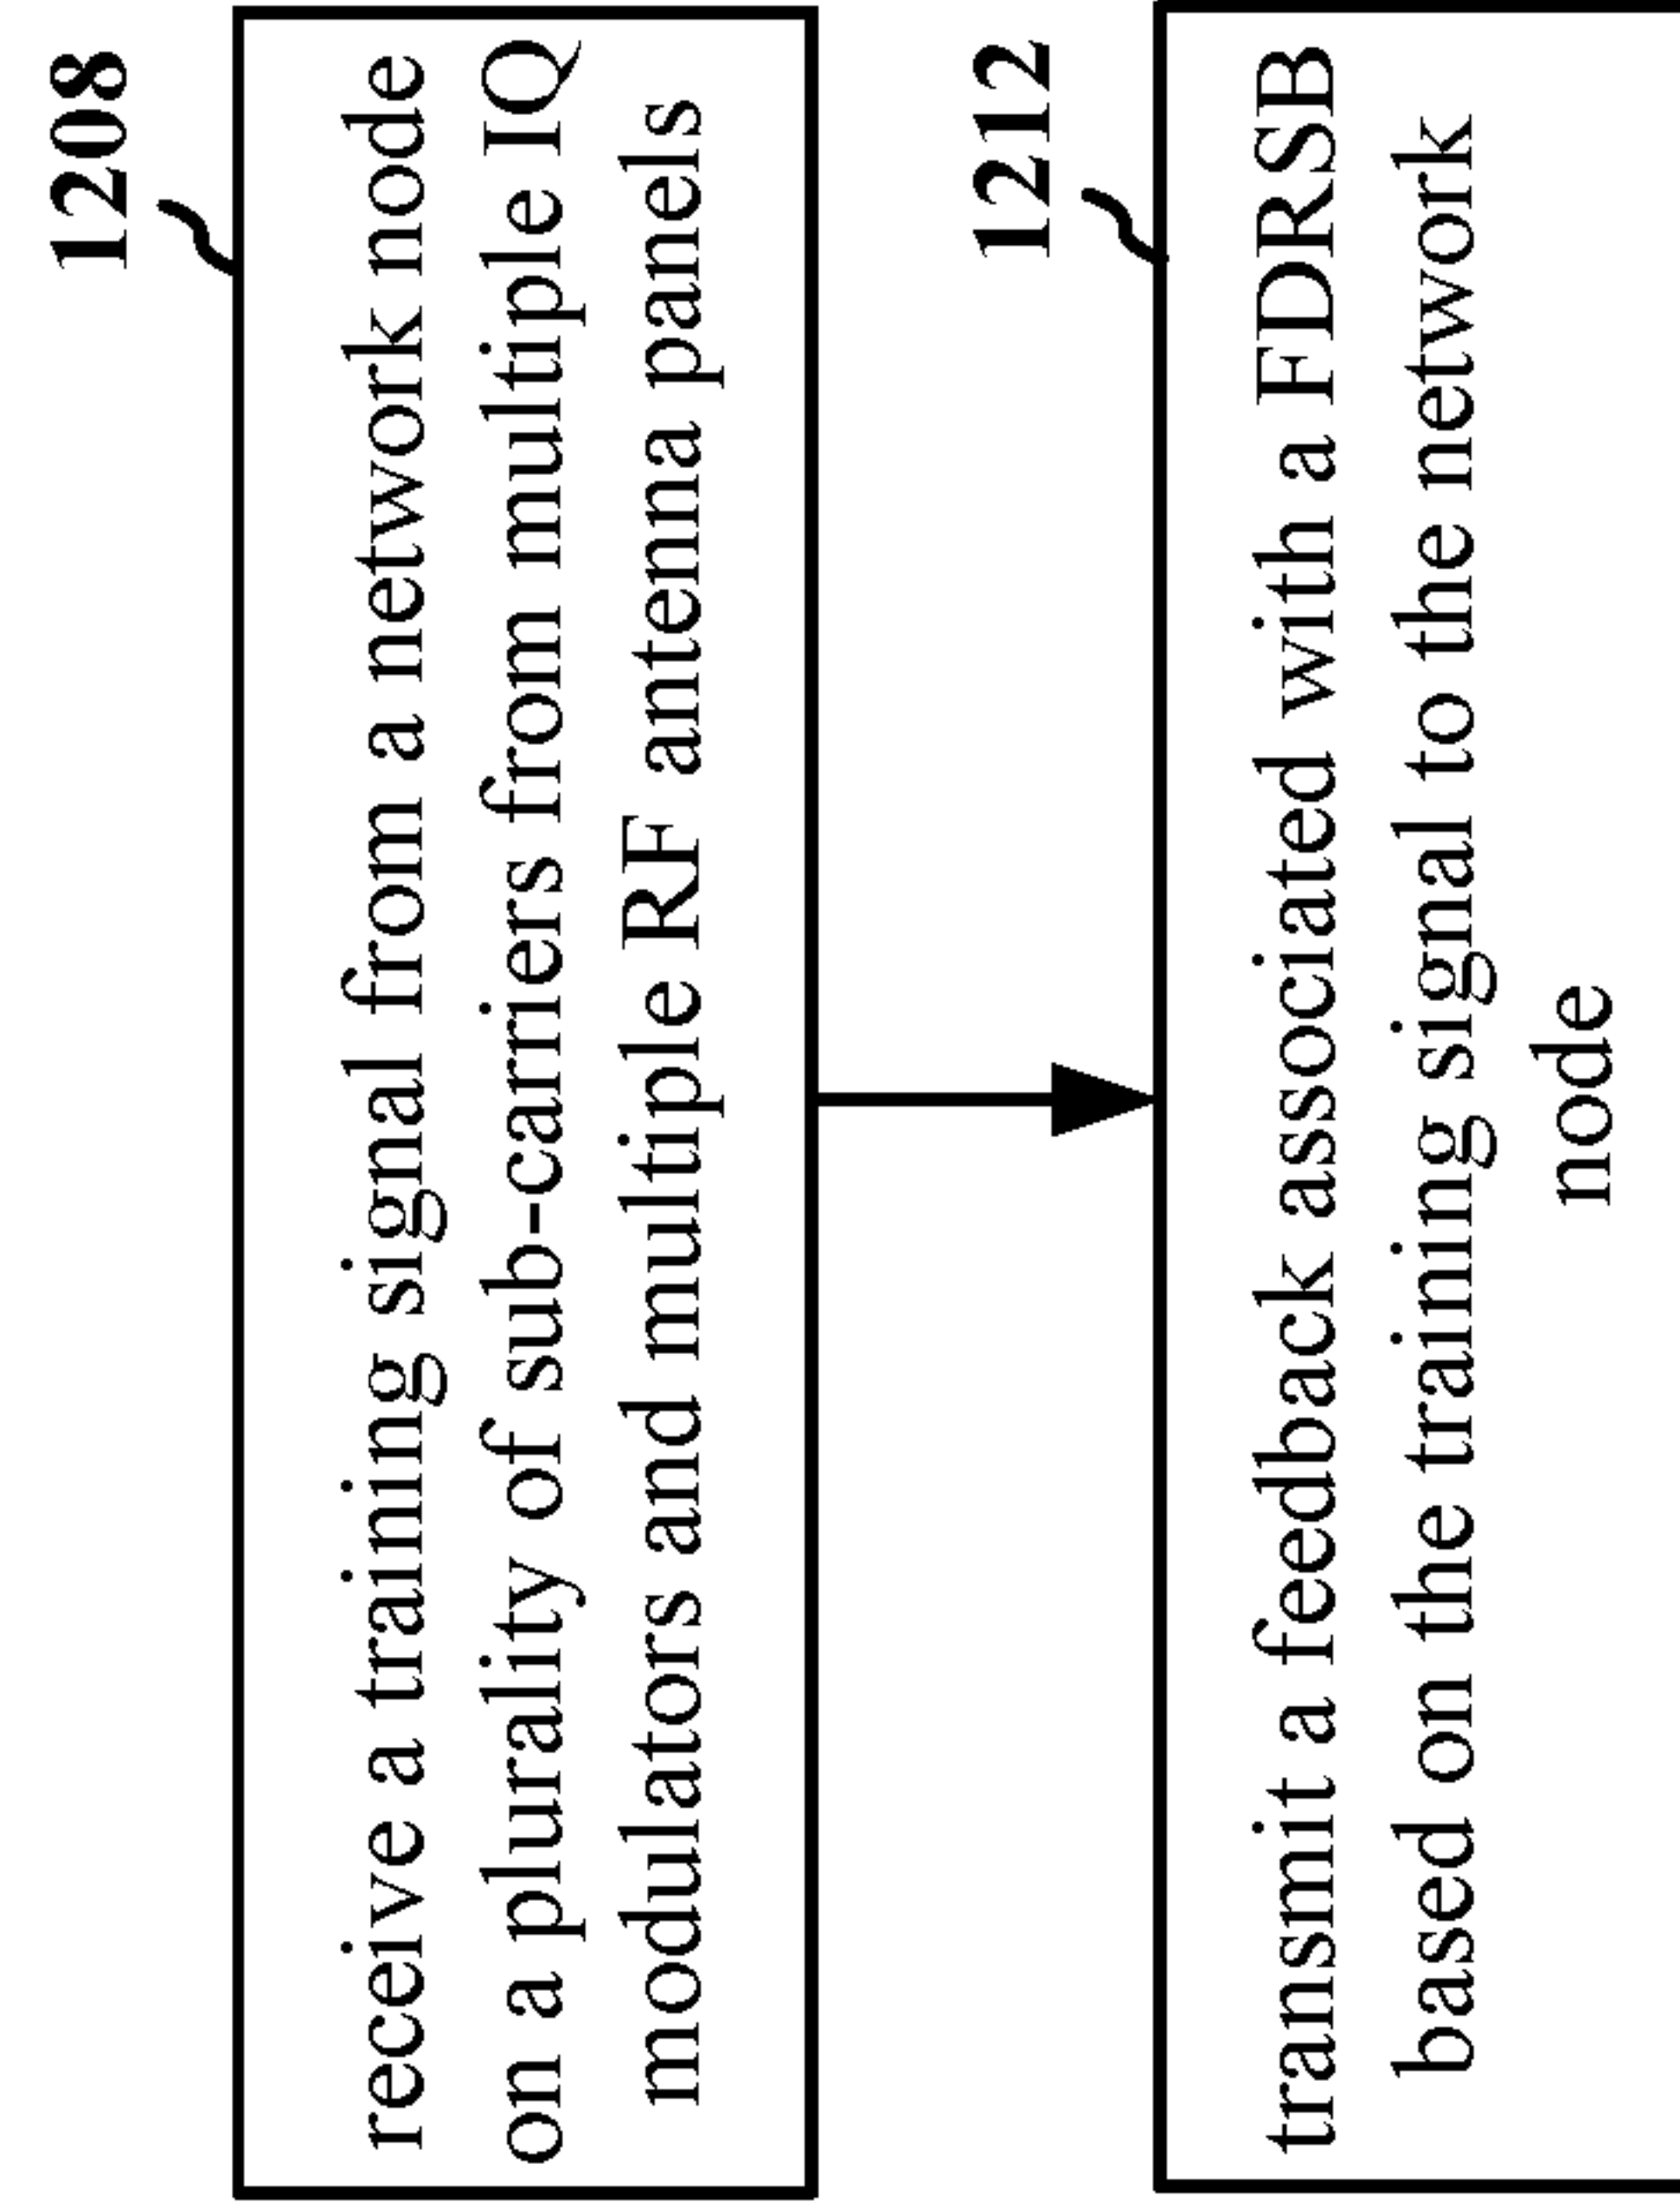 1208
receive a training signal from a network node
on a plurality of sub-carriers from multiple IQ
modulators and multiple RF antenna panels
1212
transmit a feedback associated with a FDRSB
based on the training signal to the network
node